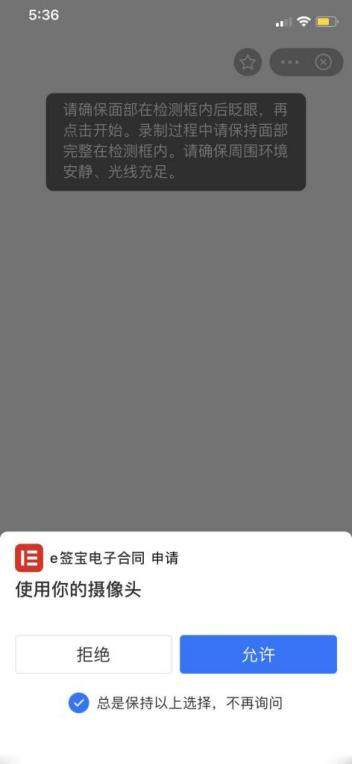 5:36
请确保面部在检测框内后眨眼，再
点击开始。录制过程中请保持面部
完整在检测框内。请确保周围环境
安静、光线充足。
e签宝电子合同 申请
使用你的摄像头
拒绝
允许
总是保持以上选择，不再询问